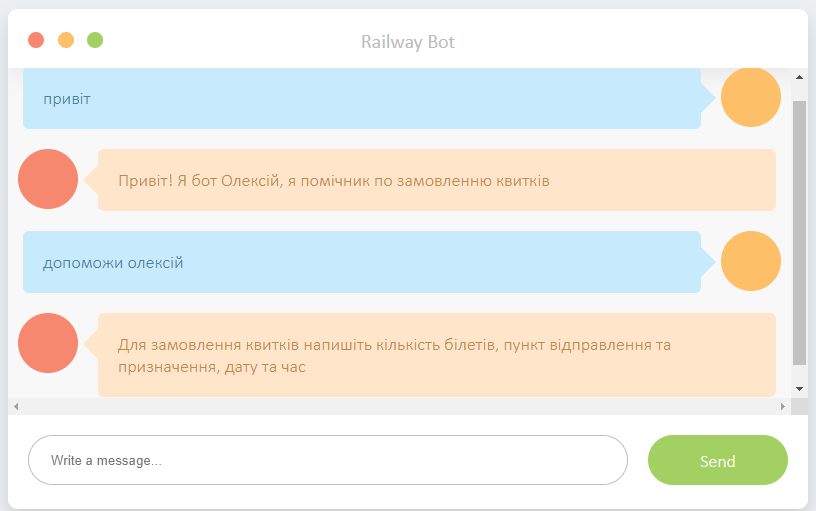 Railway Bot
привіт
Привіт! Я бот Олексій, я помічник по замовленню квитків
допоможи олексій
Для замовлення квитків напишіть кількість білетів, пункт відправлення та
призначення, дату та час
Write a message...
Send